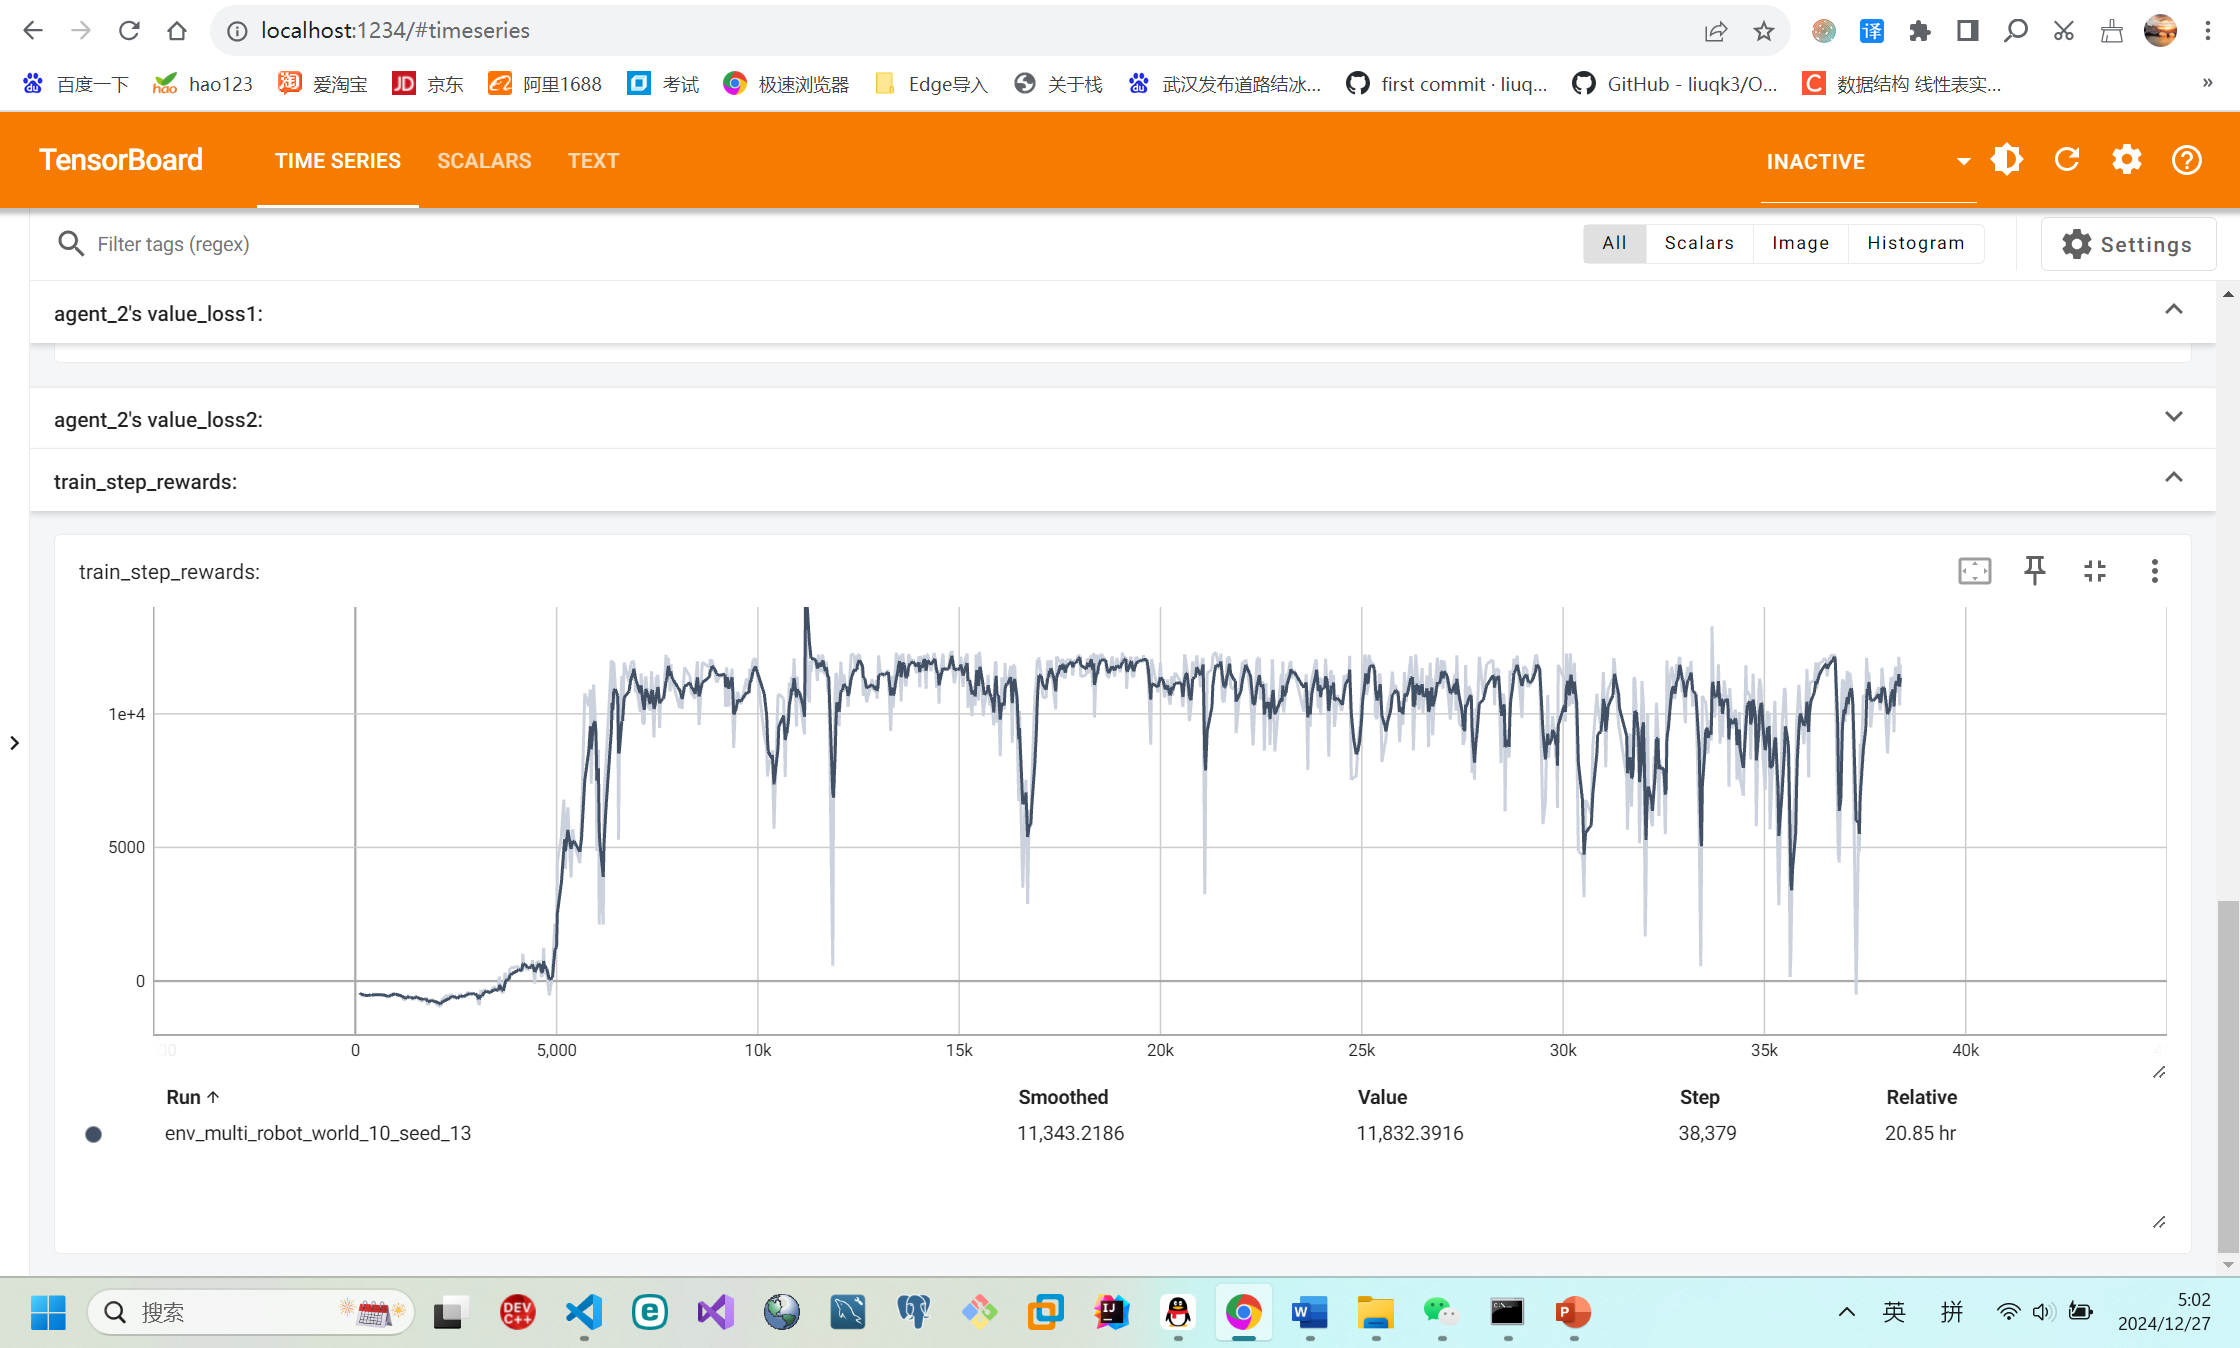 localhost:1234/#timeseries
译
百度一下 hao123 爱淘宝 京东 阿里1688 考试 极速浏览器 Edge导入 关于栈 武汉发布道路结冰... first commit · liuq... GitHub - liuqk3/O... 数据结构 线性表实... »
TensorBoard TIME SERIES SCALARS TEXT INACTIVE
Filter tags (regex) All Scalars Image Histogram Settings
agent_2's value_loss1:
agent_2's value_loss2:
train_step_rewards:
train_step_rewards:
1e+4
5000
0
0 5,000 10k 15k 20k 25k 30k 35k 40k
Run Smoothed Value Step Relative
env_multi_robot_world_10_seed_13 11,343.2186 11,832.3916 38,379 20.85 hr
搜索 英 拼 5:02
2024/12/27